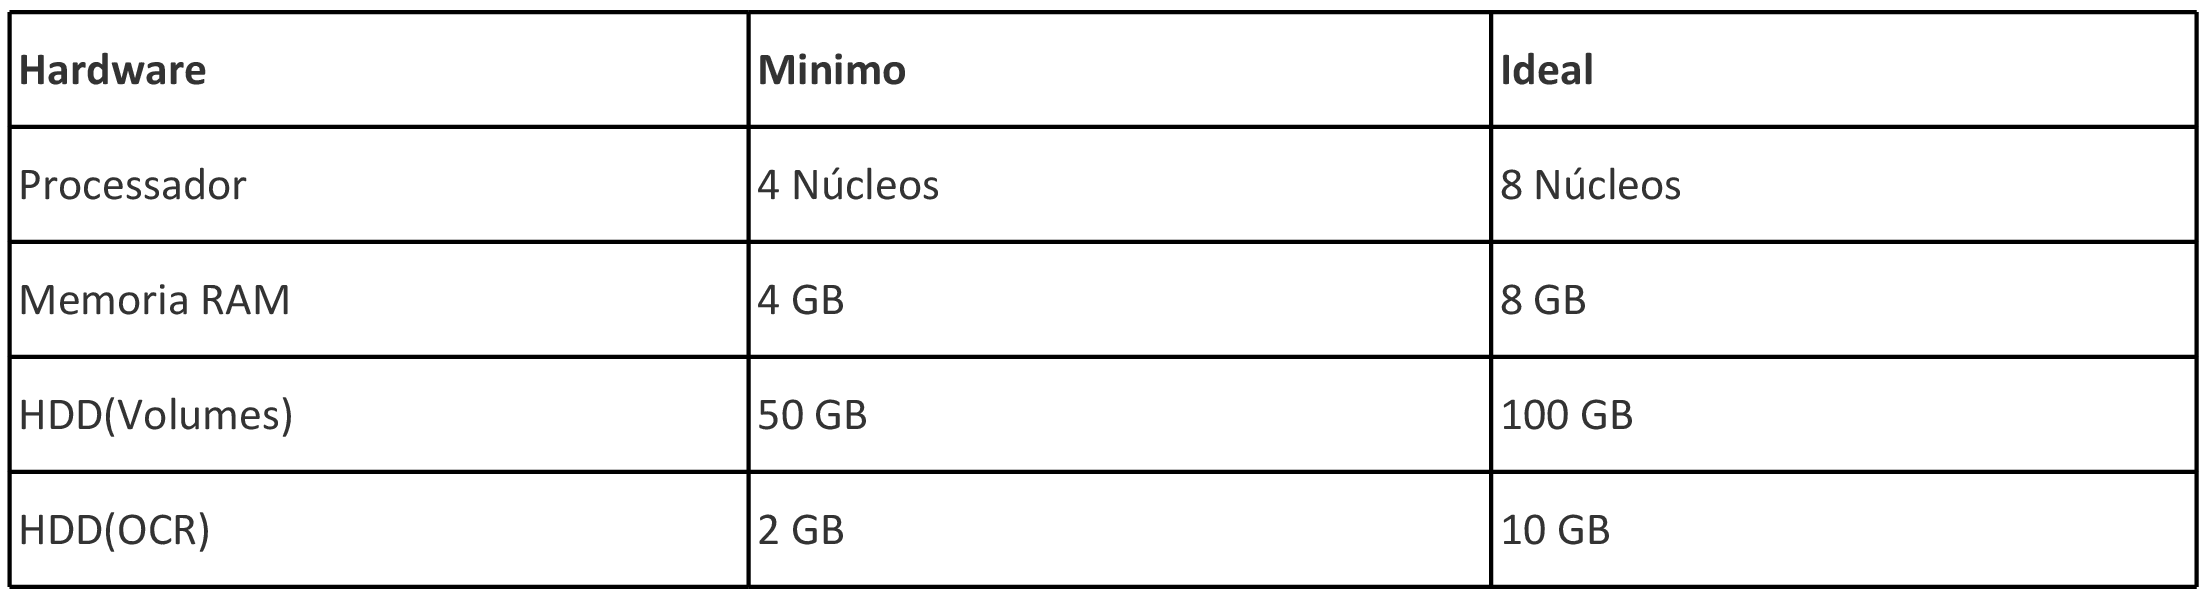 Hardware Minimo Ideal
Processador 4 Núcleos 8 Núcleos
Memoria RAM 4 GB 8 GB
HDD(Volumes) 50 GB 100 GB
HDD(OCR) 2 GB 10 GB